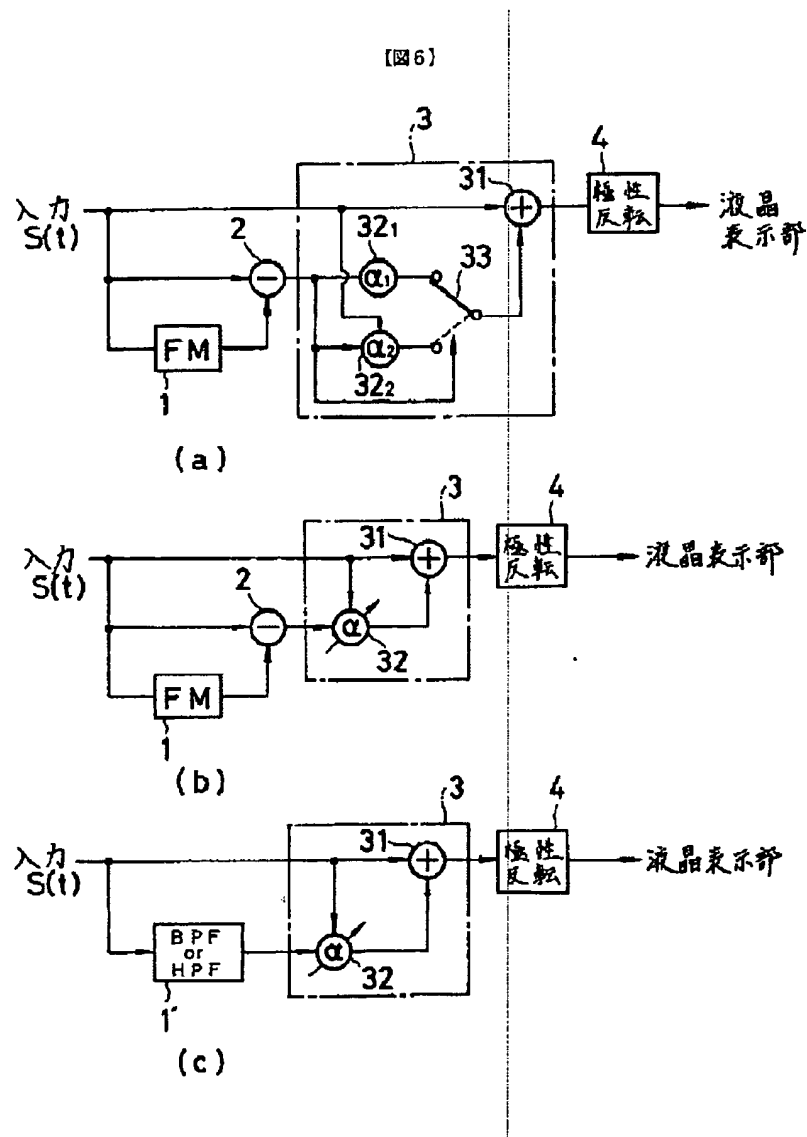 【図6】
3
31
4
入力
S(t)
2
32₁
α₁
33
+
極性
反転
液晶
表示部
−
α₂
32₂
FM
1
(a)
3
31
4
入力
S(t)
2
+
極性
反転
液晶表示部
−
α
32
FM
1
(b)
3
31
4
入力
S(t)
+
極性
反転
液晶表示部
BPF
or
HPF
α
32
1'
(c)